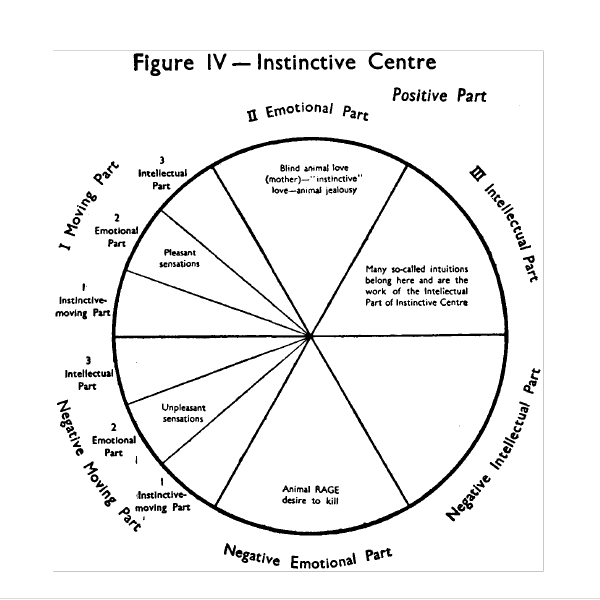 Figure IV — Instinctive Centre
Positive Part
II Emotional Part
I Moving Part
III Intellectual Part
3
Intellectual
Part
2
Emotional
Part
1
Instinctive-
moving Part
Blind animal love
(mother)—"instinctive"
love—animal jealousy
Pleasant
sensations
Many so-called intuitions
belong here and are the
work of the Intellectual
Part of Instinctive Centre
3
Intellectual
Part
2
Emotional
Part
1
Instinctive-
moving Part
Unpleasant
sensations
Animal RAGE
desire to kill
Negative Moving Part
Negative Emotional Part
Negative Intellectual Part